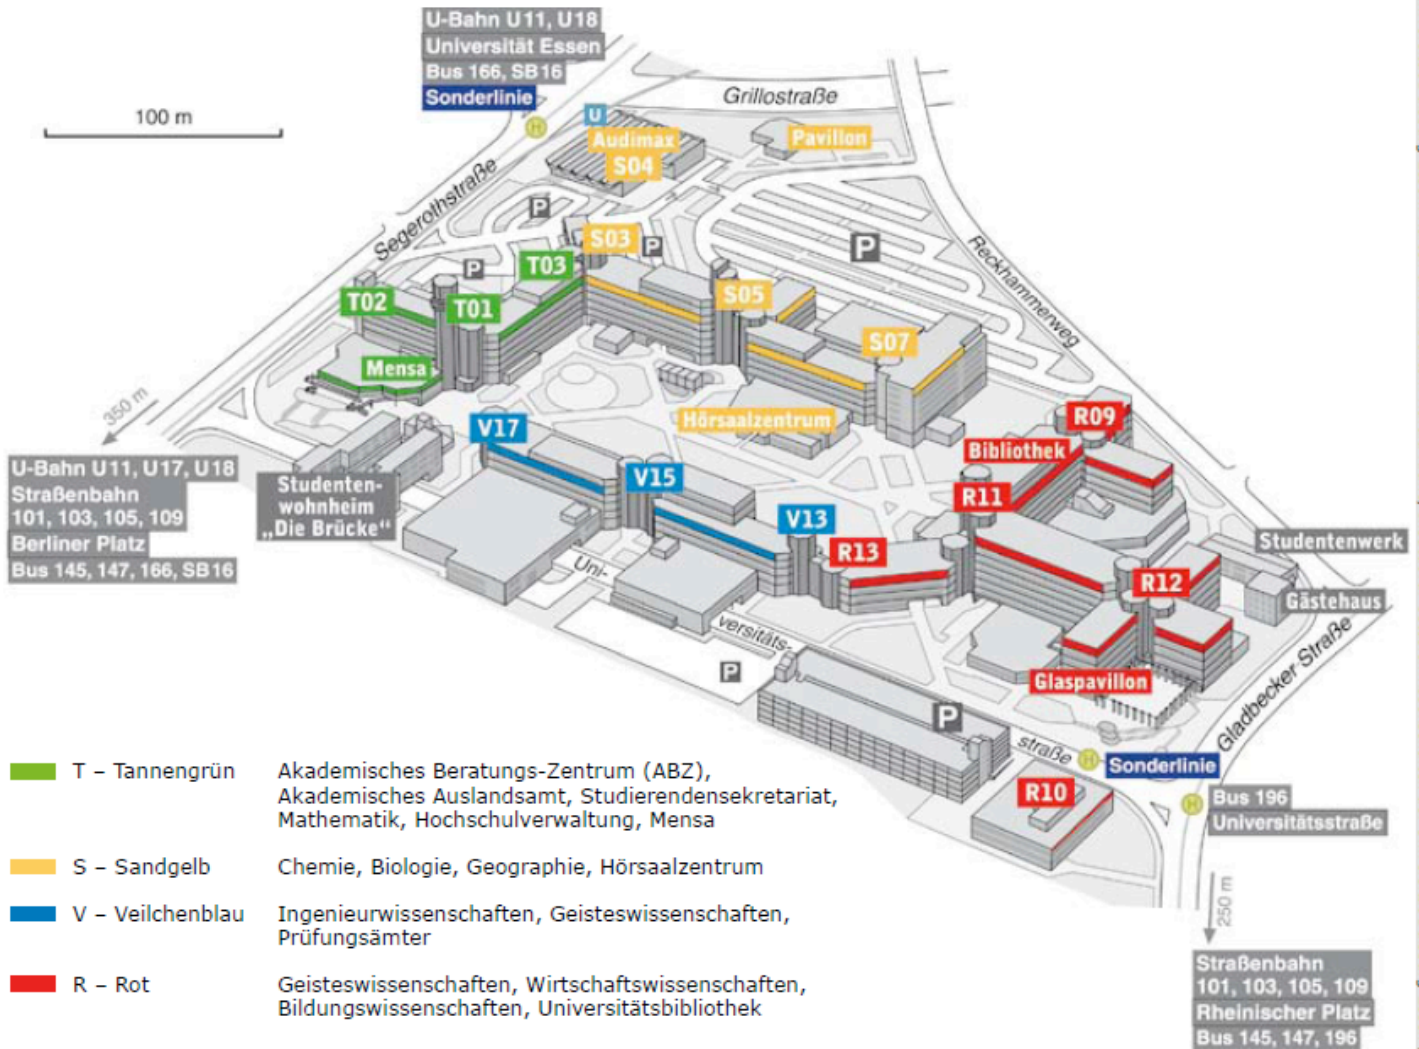 U-Bahn U11, U18
Universität Essen
Bus 166, SB16
Sonderlinie
100 m
Grillostraße
U
H
Audimax
S04
Pavillon
Segerothstraße
P
S03
P
P
Reckhammerweg
P
T03
T02
T01
S05
S07
Mensa
350 m
V17
Hörsaalzentrum
R09
Bibliothek
U-Bahn U11, U17, U18
Straßenbahn
101, 103, 105, 109
Berliner Platz
Bus 145, 147, 166, SB16
Studenten-
wohnheim
„Die Brücke“
V15
R11
V13
R13
Studentenwerk
Uni-
R12
Gästehaus
versitäts-
P
Glaspavillon
Gladbecker Straße
P
straße
H
Sonderlinie
R10
H
Bus 196
Universitätsstraße
250 m
Straßenbahn
101, 103, 105, 109
Rheinischer Platz
Bus 145, 147, 196
T – Tannengrün
Akademisches Beratungs-Zentrum (ABZ),
Akademisches Auslandsamt, Studierendensekretariat,
Mathematik, Hochschulverwaltung, Mensa
S – Sandgelb
Chemie, Biologie, Geographie, Hörsaalzentrum
V – Veilchenblau
Ingenieurwissenschaften, Geisteswissenschaften,
Prüfungsämter
R – Rot
Geisteswissenschaften, Wirtschaftswissenschaften,
Bildungswissenschaften, Universitätsbibliothek